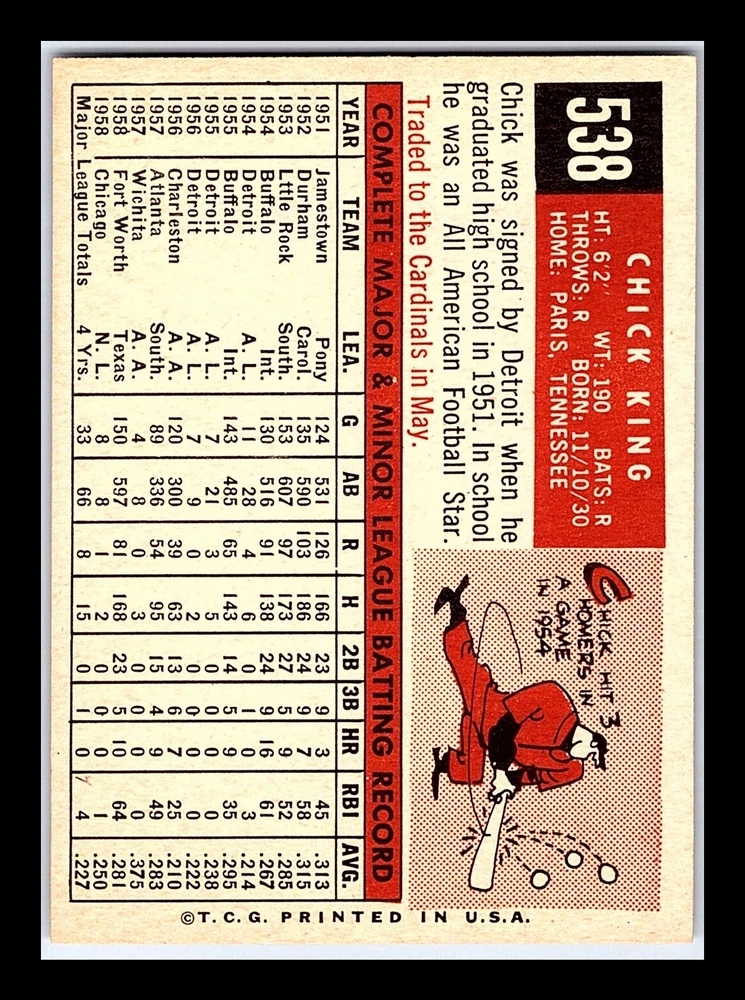 538
CHICK KING
HT: 6'2" WT: 190 BATS: R
THROWS: R BORN: 11/10/30
HOME: PARIS, TENNESSEE
Chick was signed by Detroit when he
graduated high school in 1951. In school
he was an All American Football Star.
Traded to the Cardinals in May.
CHICK HIT 3
HOMERS IN
A GAME
IN 1954
COMPLETE MAJOR & MINOR LEAGUE BATTING RECORD
YEAR TEAM LEA. G AB R H 2B 3B HR RBI AVG.
1951 Jamestown Pony 124 531 126 166 23 9 3 45 .313
1952 Durham Carol. 135 590 103 186 24 9 7 58 .315
1953 Lttle Rock South. 153 607 97 173 27 5 9 52 .285
1954 Buffalo Int. 130 516 91 138 24 9 16 61 .267
1954 Detroit A. L. 11 28 4 6 0 1 0 3 .214
1955 Buffalo Int. 143 485 65 143 14 5 9 35 .295
1955 Detroit A. L. 7 21 3 5 0 0 0 0 .238
1956 Detroit A. L. 7 9 0 2 0 0 0 0 .222
1956 Charleston A. A. 120 300 39 63 13 6 7 25 .210
1957 Atlanta South. 89 336 54 95 15 4 9 49 .283
1957 Wichita A. A. 4 8 0 3 0 0 0 0 .375
1958 Fort Worth Texas 150 597 81 168 23 5 10 64 .281
1958 Chicago N. L. 8 8 1 2 0 0 0 1 .250
Major League Totals 4 Yrs. 33 66 8 15 0 1 0 4 .227
©T.C.G. PRINTED IN U.S.A.